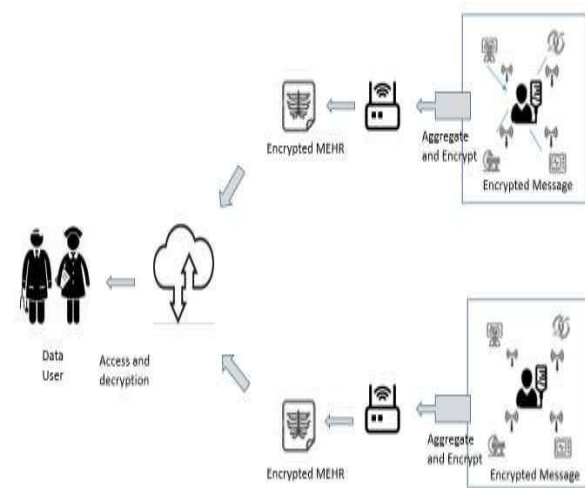 Encrypted MEHR
Aggregate
and Encrypt
Encrypted Message
Data
User
Access and
decryption
Encrypted MEHR
Aggregate
and Encrypt
Encrypted Message